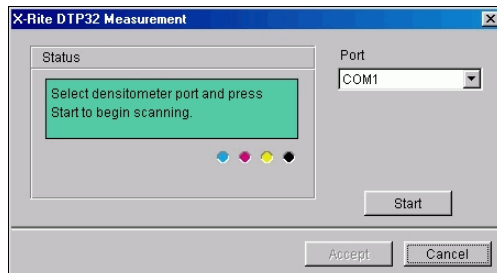 X-Rite DTP32 Measurement
Status
Select densitometer port and press
Start to begin scanning.
Port
COM1
Start
Accept
Cancel